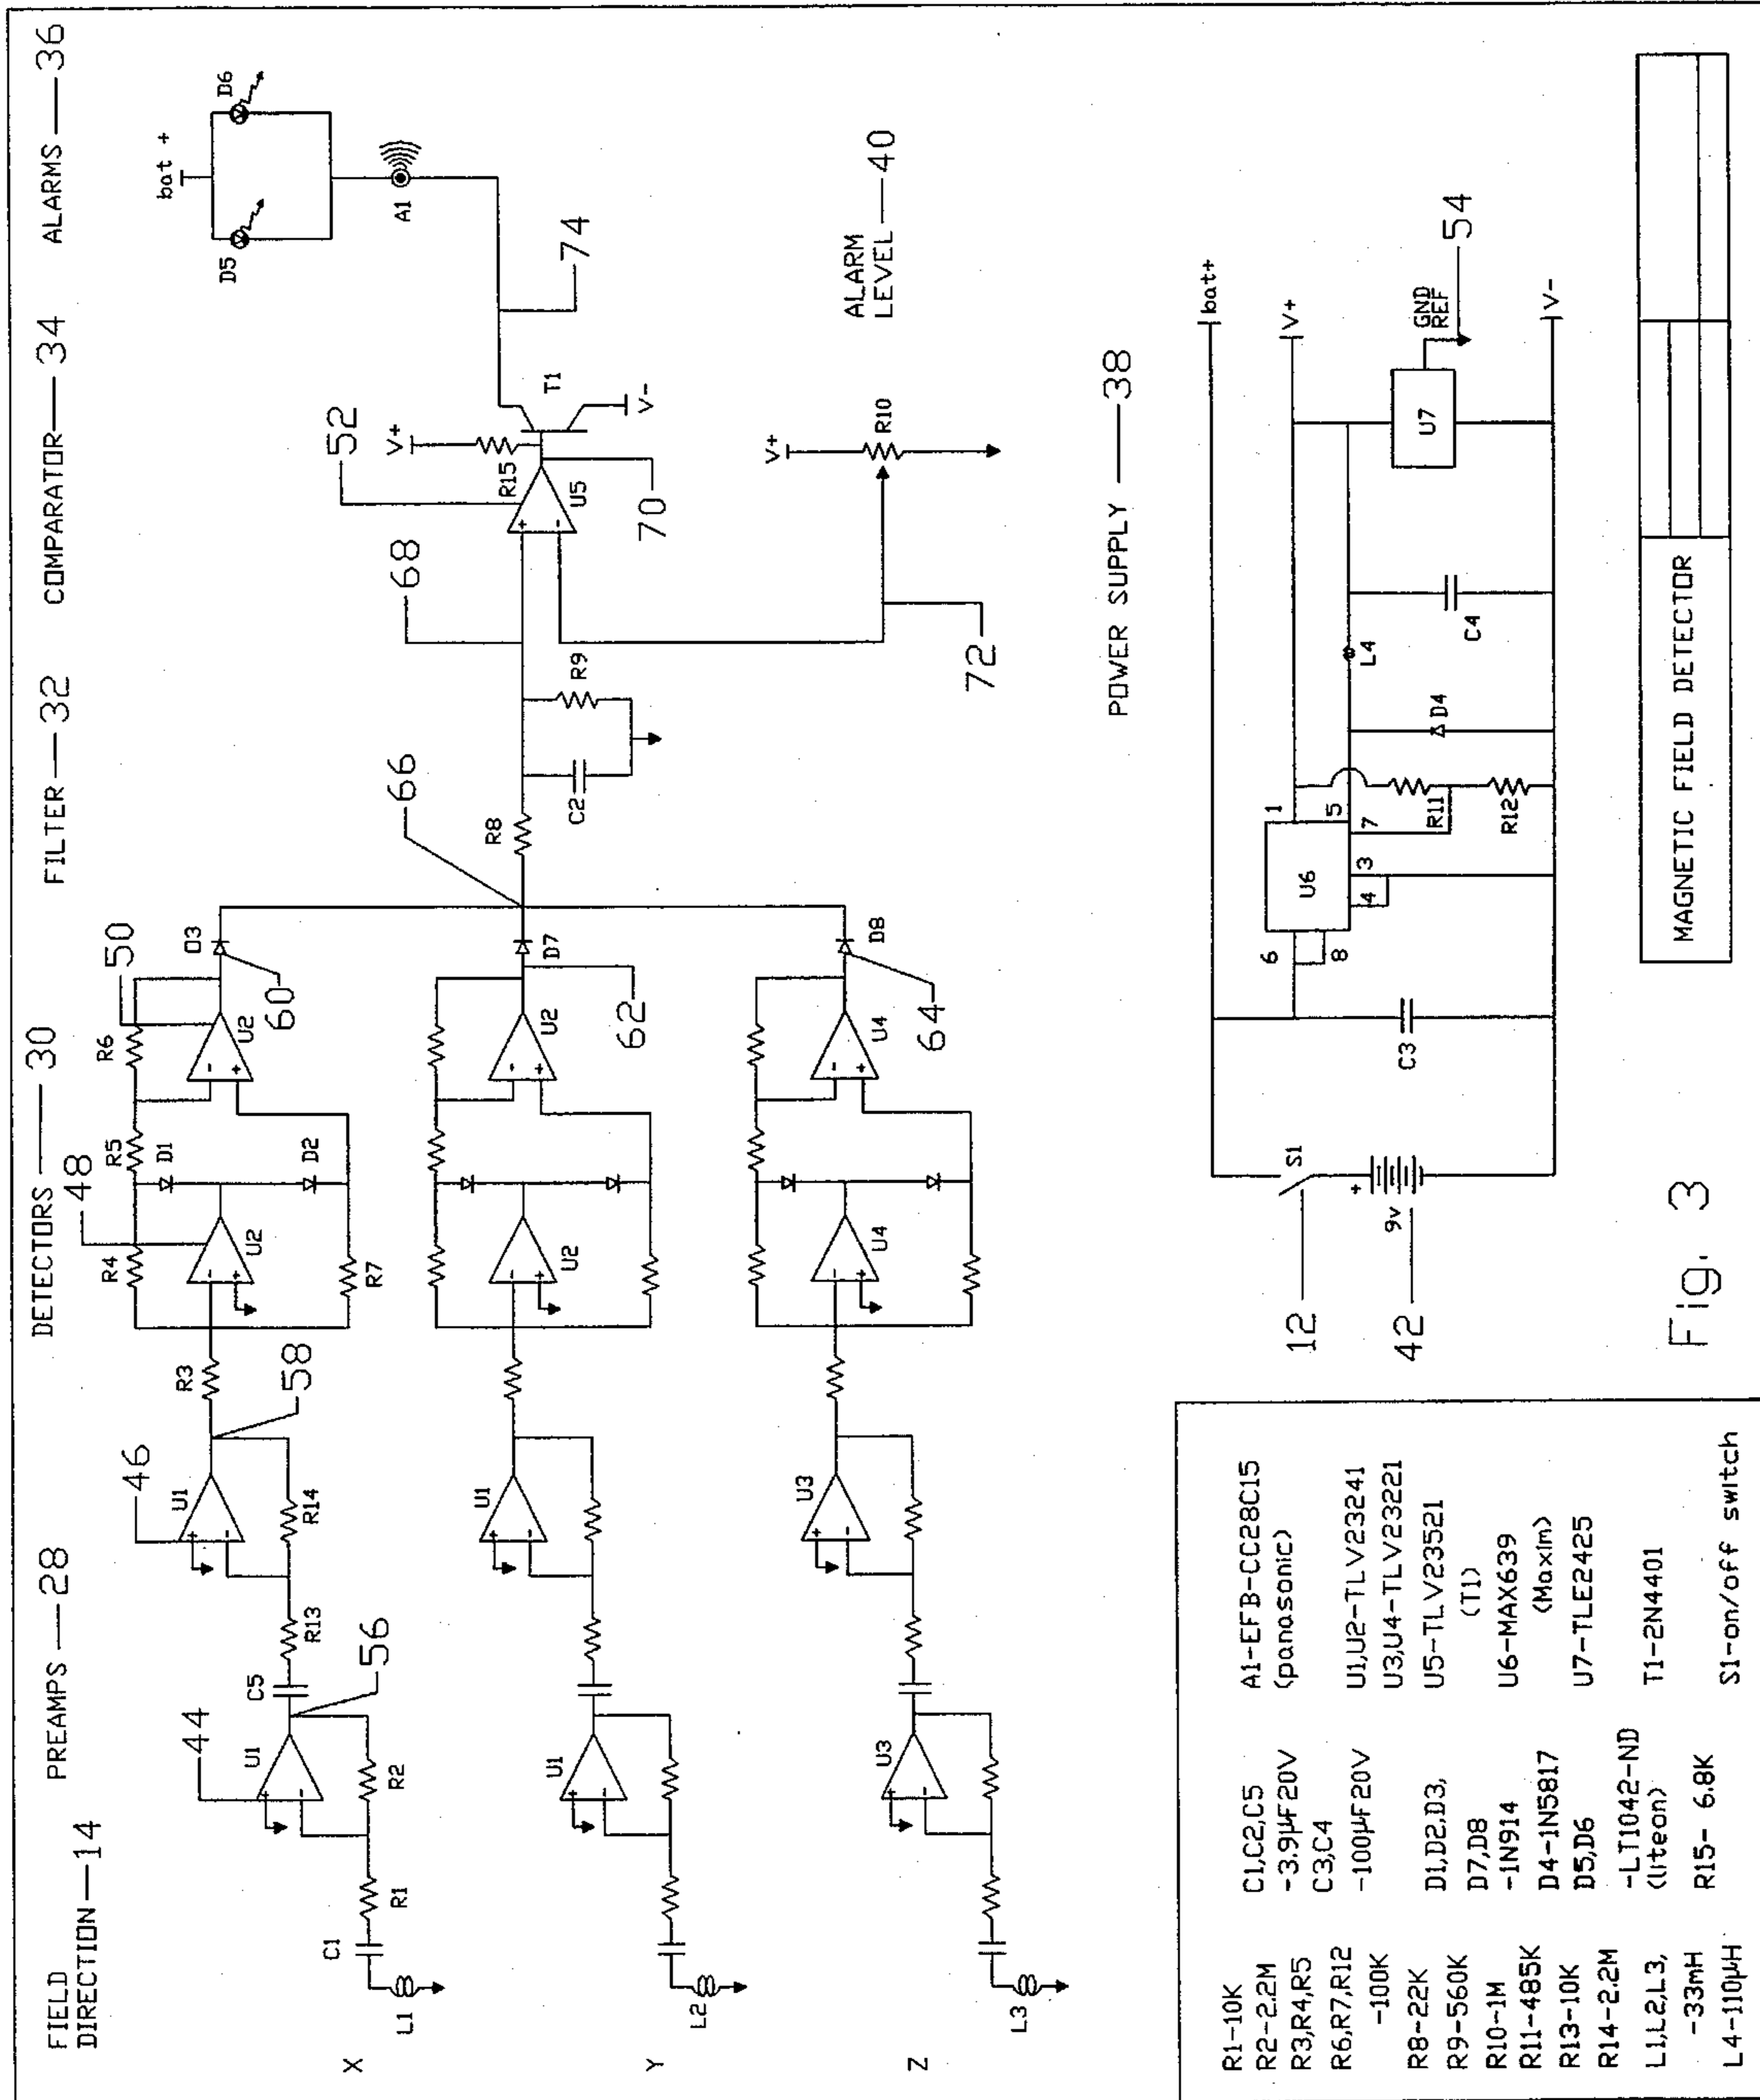 FIELD
DIRECTION—14
PREAMPS—28
DETECTORS—30
FILTER—32
COMPARATOR—34
ALARMS—36
X
L1
C1
R1
44
U1
R2
56
C5
R13
46
U1
R14
58
R3
48
R4
U2
R7
R5
D1
D2
50
R6
U2
D3
60
66
R8
C2
R9
68
52
V+
R15
U5
70
T1
V-
74
bat +
D5
D6
A1
Y
L2
U1
U1
U2
U2
62
D7
72
V+
R10
ALARM
LEVEL—40
Z
L3
U3
U3
U4
U4
64
D8
POWER SUPPLY—38
12
S1
42
9v
+
C3
6
8
U6
4
3
1
5
7
R11
R12
D4
L4
C4
U7
GND
REF
54
bat+
V+
V-
R1-10K
R2-2.2M
R3,R4,R5
R6,R7,R12
-100K
R8-22K
R9-560K
R10-1M
R11-485K
R13-10K
R14-2.2M
L1,L2,L3,
-33mH
L4-110µH
C1,C2,C5
-3.9µF20V
C3,C4
-100µF20V
D1,D2,D3,
D7,D8
-1N914
D4-1N5817
D5,D6
-LT1042-ND
(liteon)
R15- 6.8K
A1-EFB-CC28C15
(panasonic)
U1,U2-TLV23241
U3,U4-TLV23221
U5-TLV23521
(T1)
U6-MAX639
(Maxim)
U7-TLE2425
T1-2N4401
S1-on/off switch
Fig. 3
MAGNETIC FIELD DETECTOR